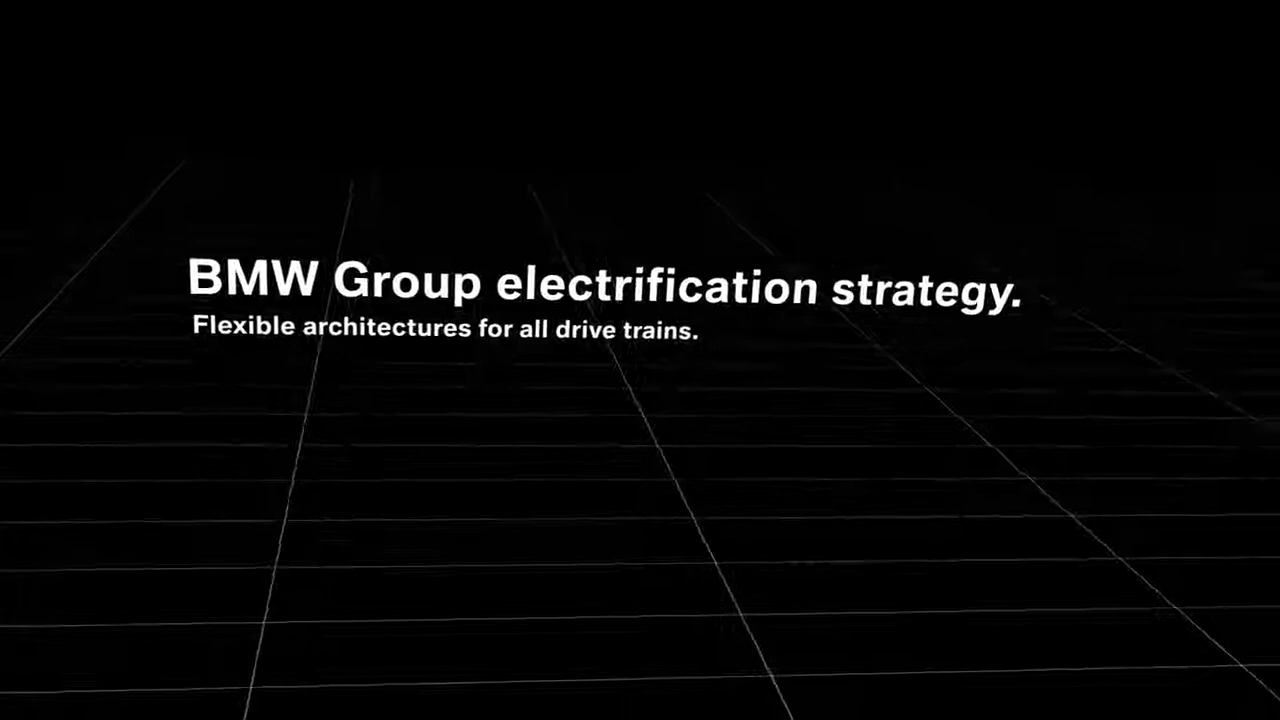 BMW Group electrification strategy.
Flexible architectures for all drive trains.